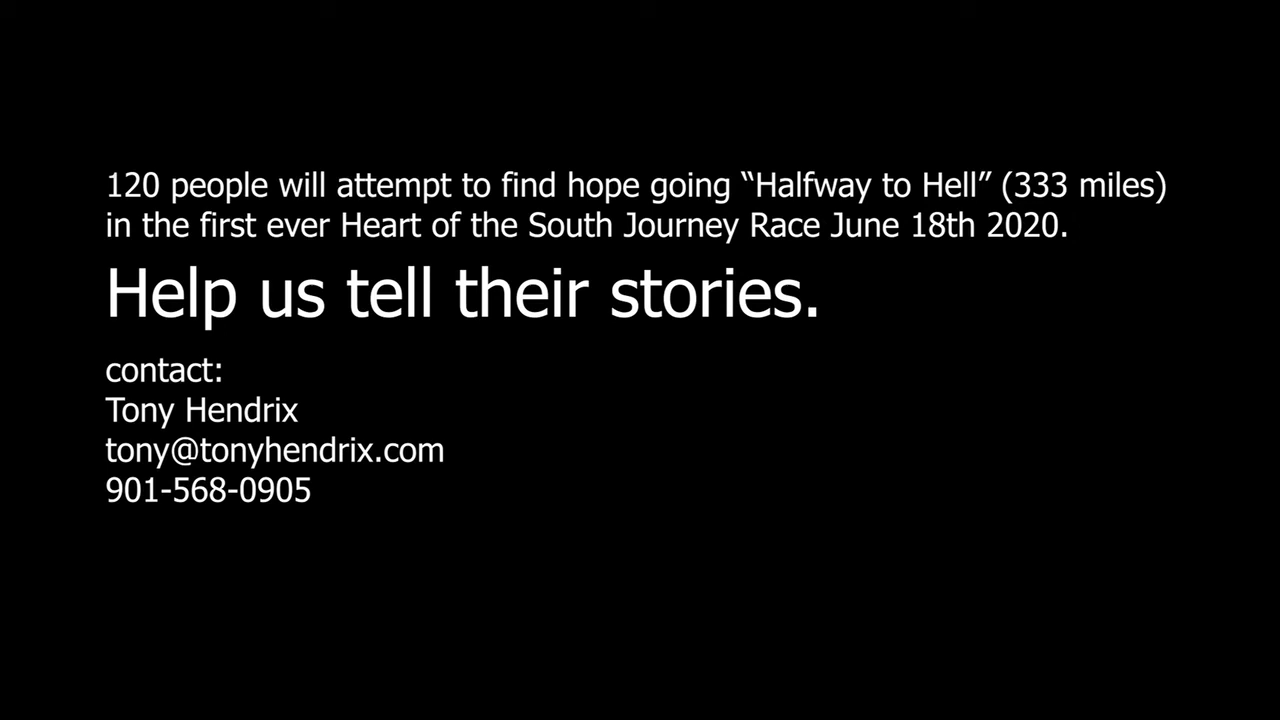 120 people will attempt to find hope going “Halfway to Hell” (333 miles)
in the first ever Heart of the South Journey Race June 18th 2020.
Help us tell their stories.
contact:
Tony Hendrix
tony@tonyhendrix.com
901-568-0905